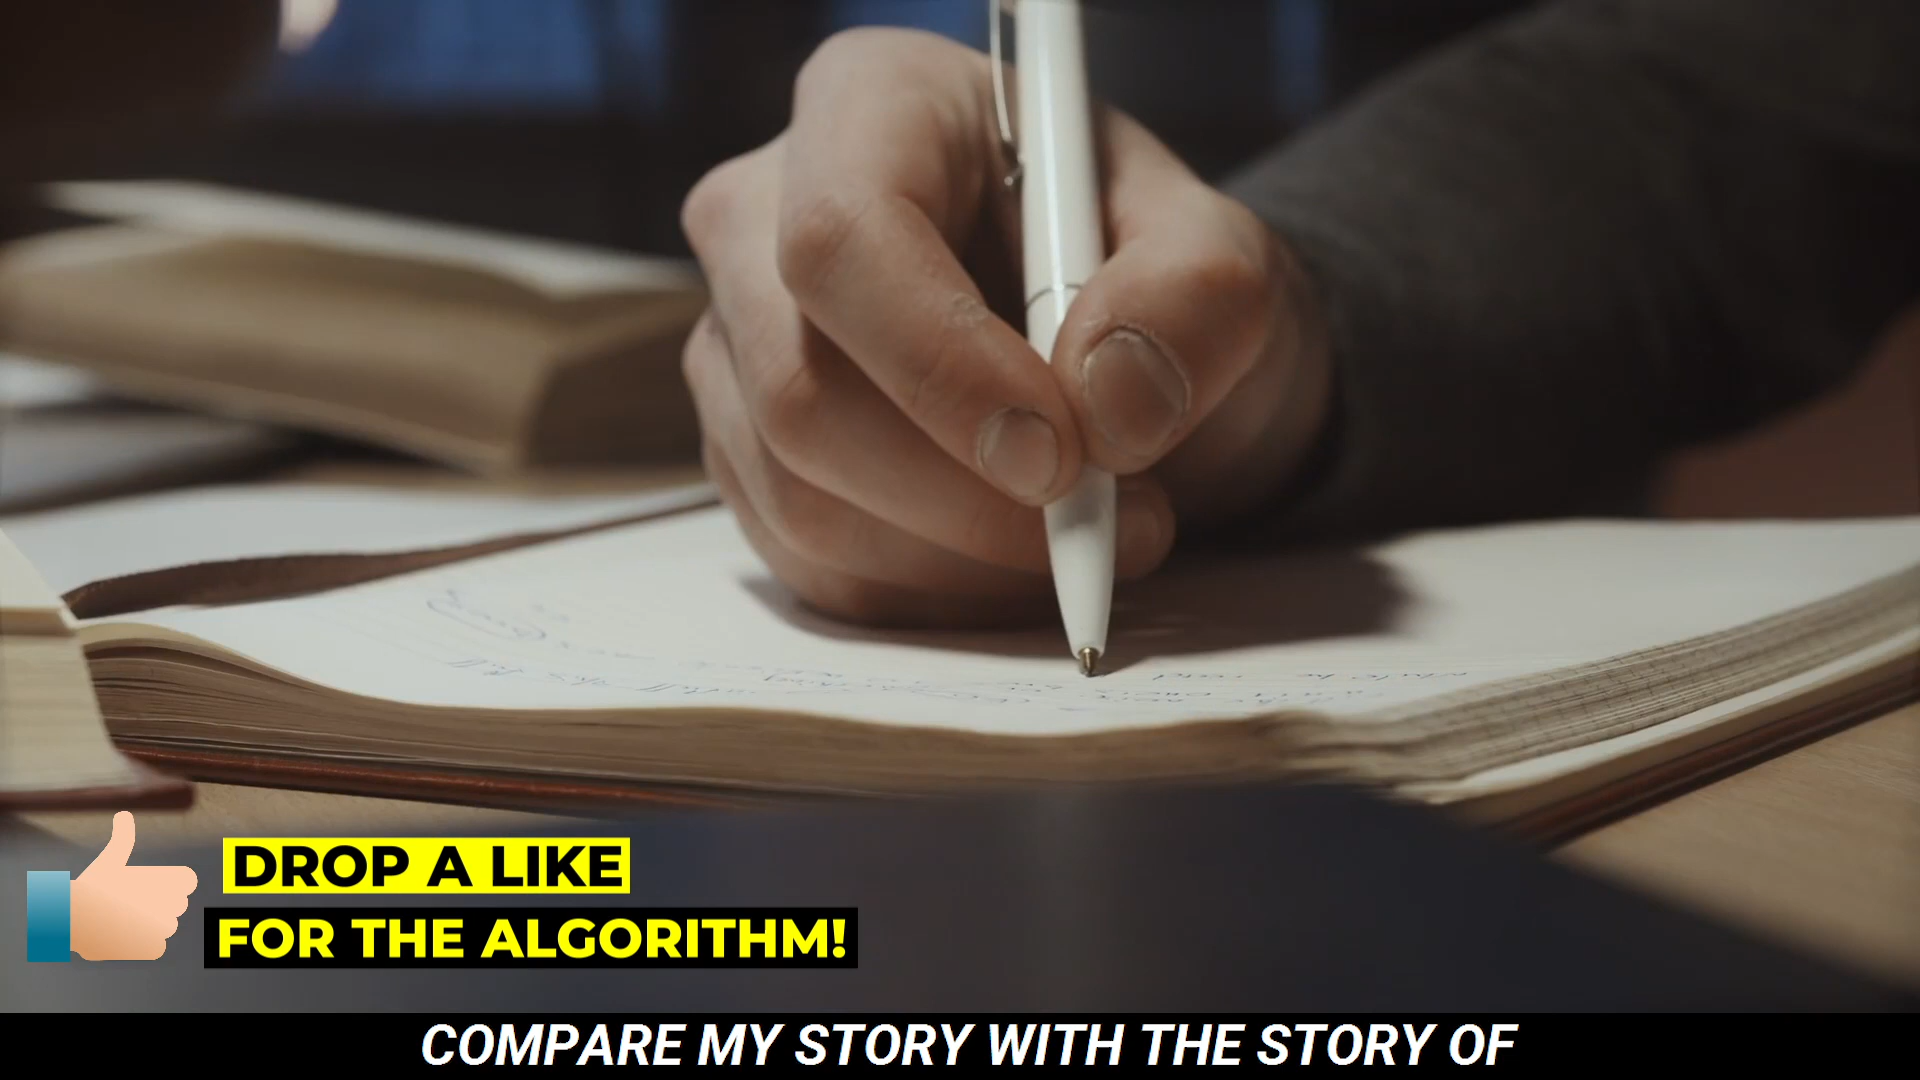 DROP A LIKE
FOR THE ALGORITHM!
COMPARE MY STORY WITH THE STORY OF